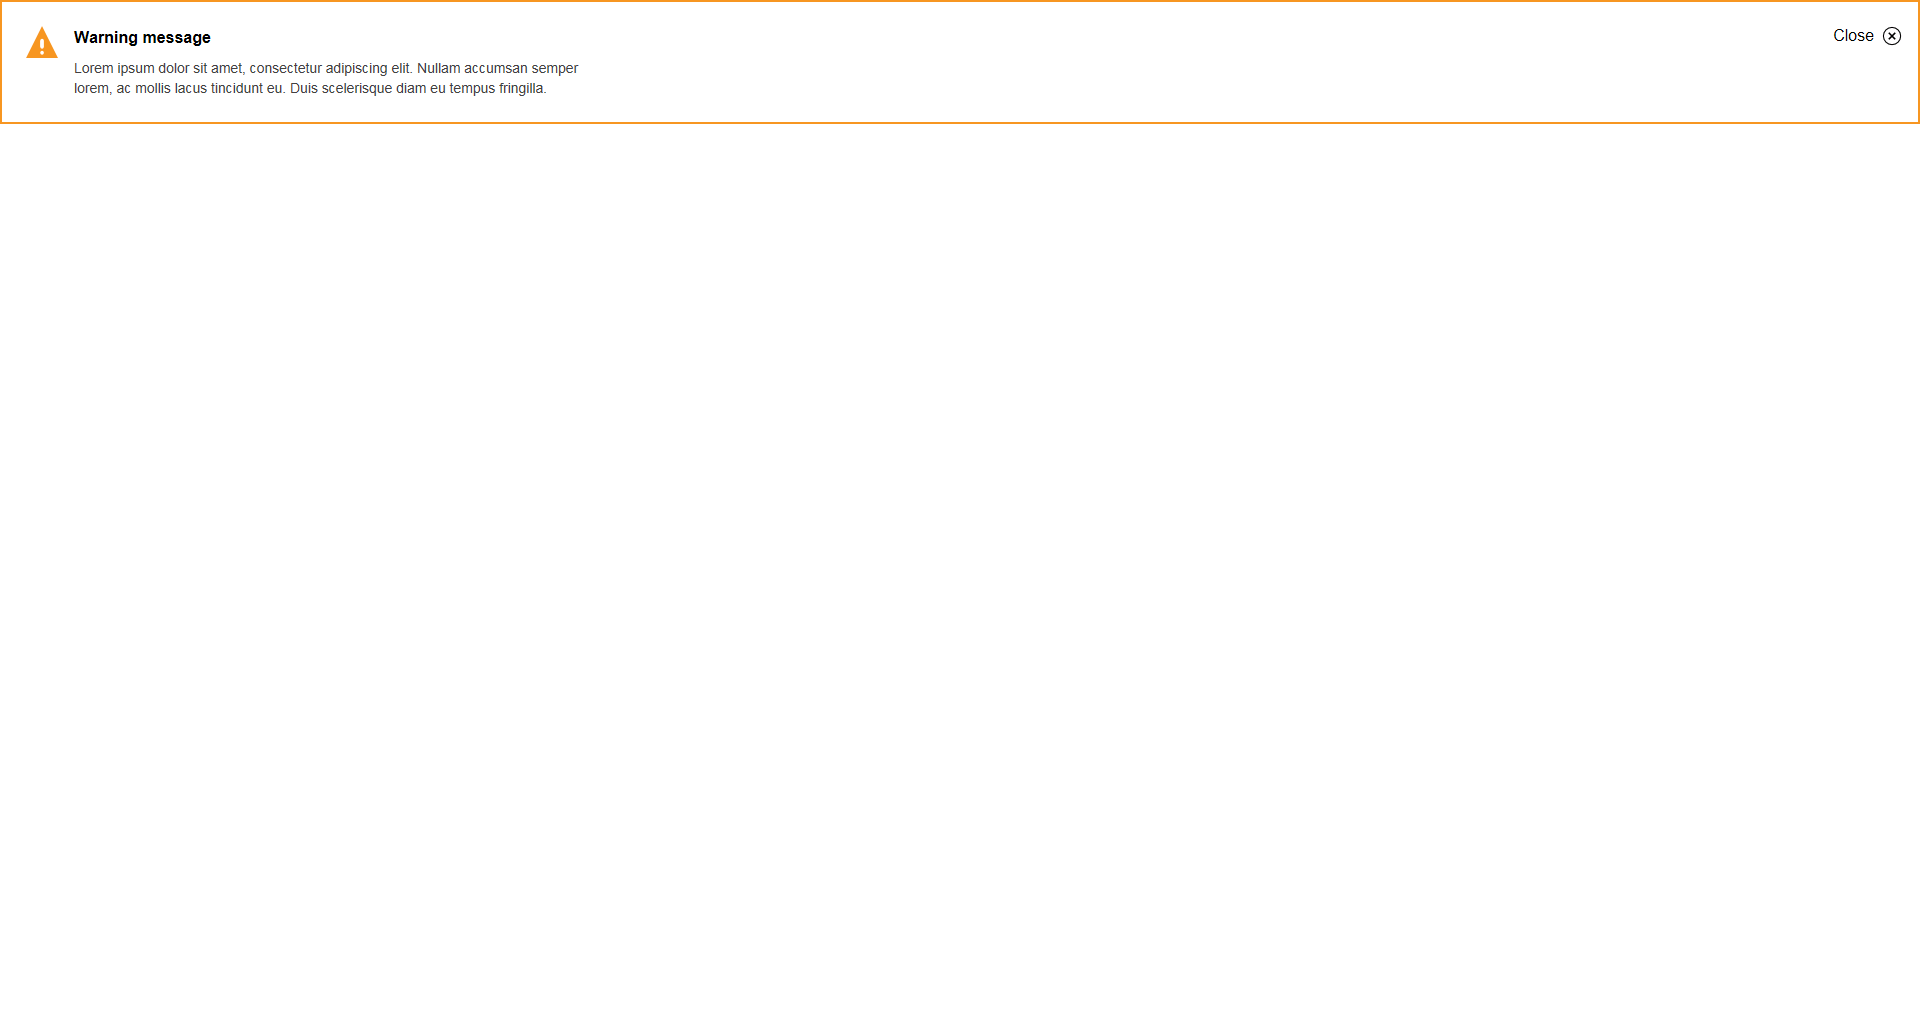 Warning message
Close
Lorem ipsum dolor sit amet, consectetur adipiscing elit. Nullam accumsan semper
lorem, ac mollis lacus tincidunt eu. Duis scelerisque diam eu tempus fringilla.